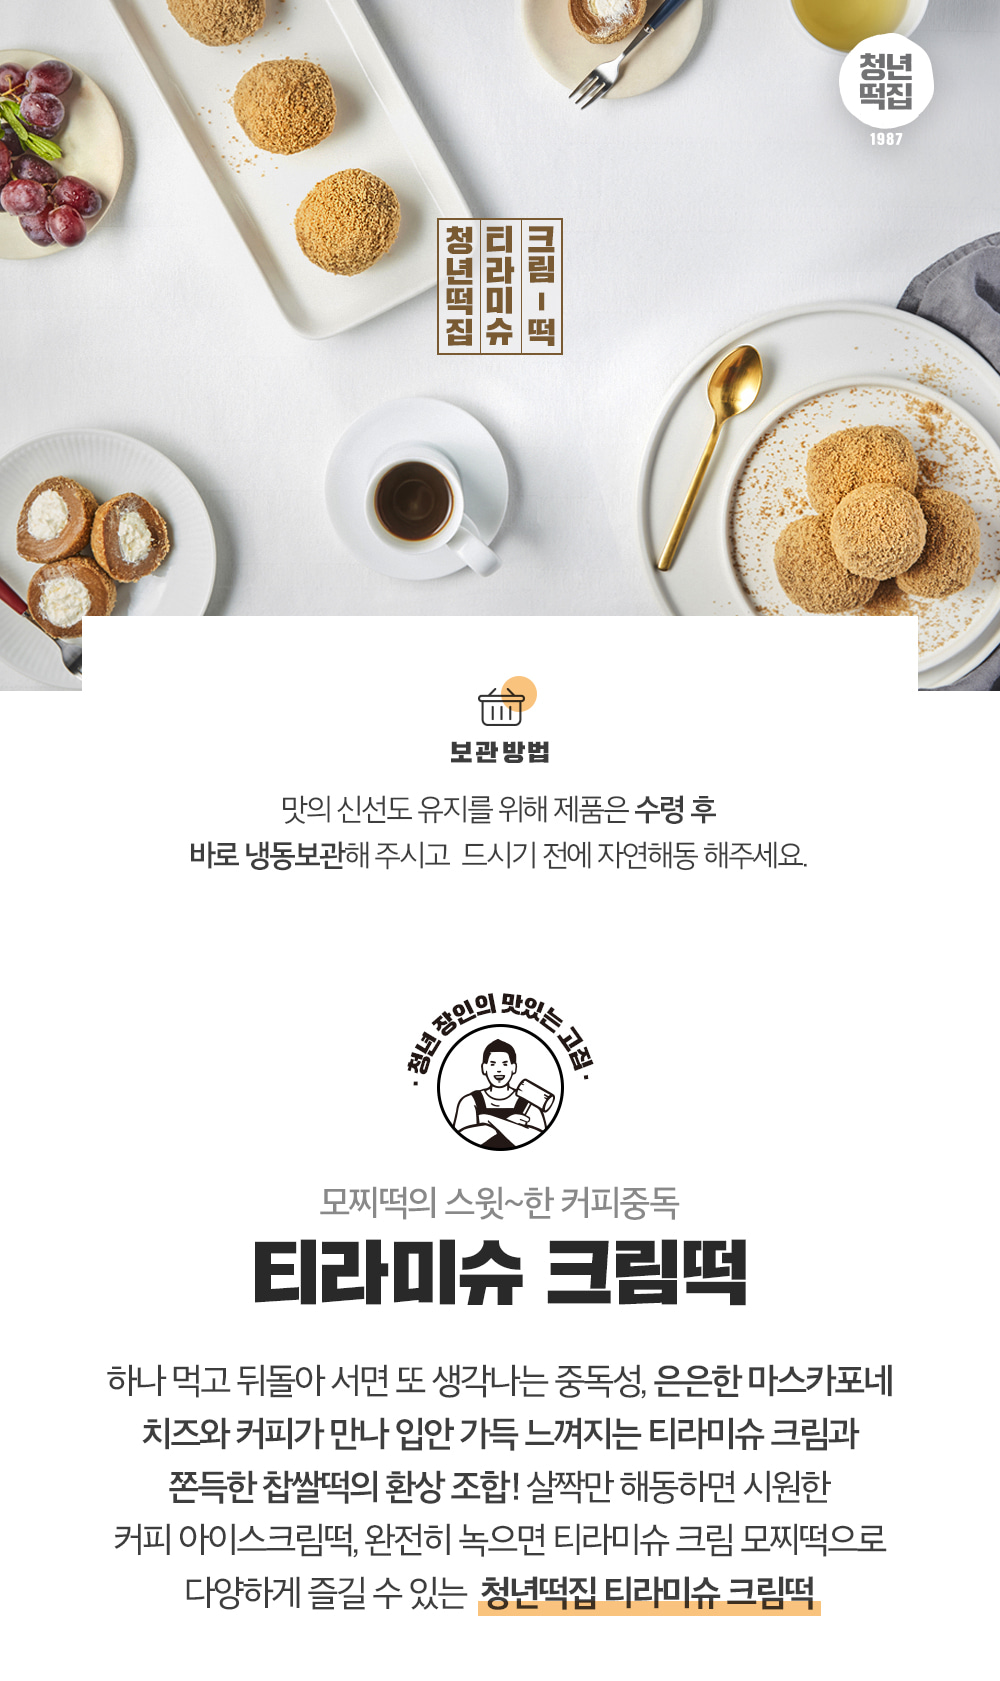 청년
떡집
1987
청년떡집
티라미슈
크림-떡
보관방법
맛의 신선도 유지를 위해 제품은 수령 후
바로 냉동보관해 주시고 드시기 전에 자연해동 해주세요.
· 청년 장인의 맛있는 고집 ·
모찌떡의 스윗~한 커피중독
티라미슈 크림떡
하나 먹고 뒤돌아 서면 또 생각나는 중독성, 은은한 마스카포네
치즈와 커피가 만나 입안 가득 느껴지는 티라미슈 크림과
쫀득한 찹쌀떡의 환상 조합! 살짝만 해동하면 시원한
커피 아이스크림떡, 완전히 녹으면 티라미슈 크림 모찌떡으로
다양하게 즐길 수 있는 청년떡집 티라미슈 크림떡